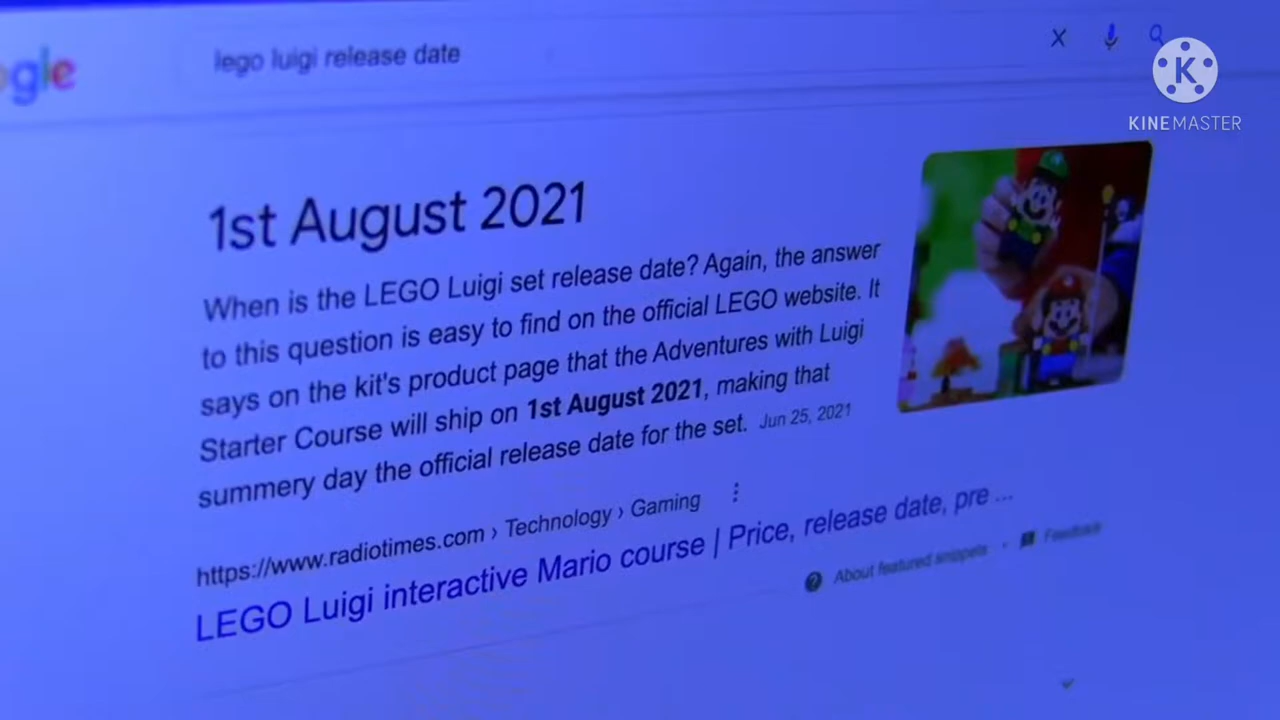 ogle
lego luigi release date
K
KINEMASTER
1st August 2021
When is the LEGO Luigi set release date? Again, the answer
to this question is easy to find on the official LEGO website. It
says on the kit's product page that the Adventures with Luigi
Starter Course will ship on 1st August 2021, making that
summery day the official release date for the set. Jun 25, 2021
https://www.radiotimes.com › Technology › Gaming
LEGO Luigi interactive Mario course | Price, release date, pre ...
About featured snippets • Feedback